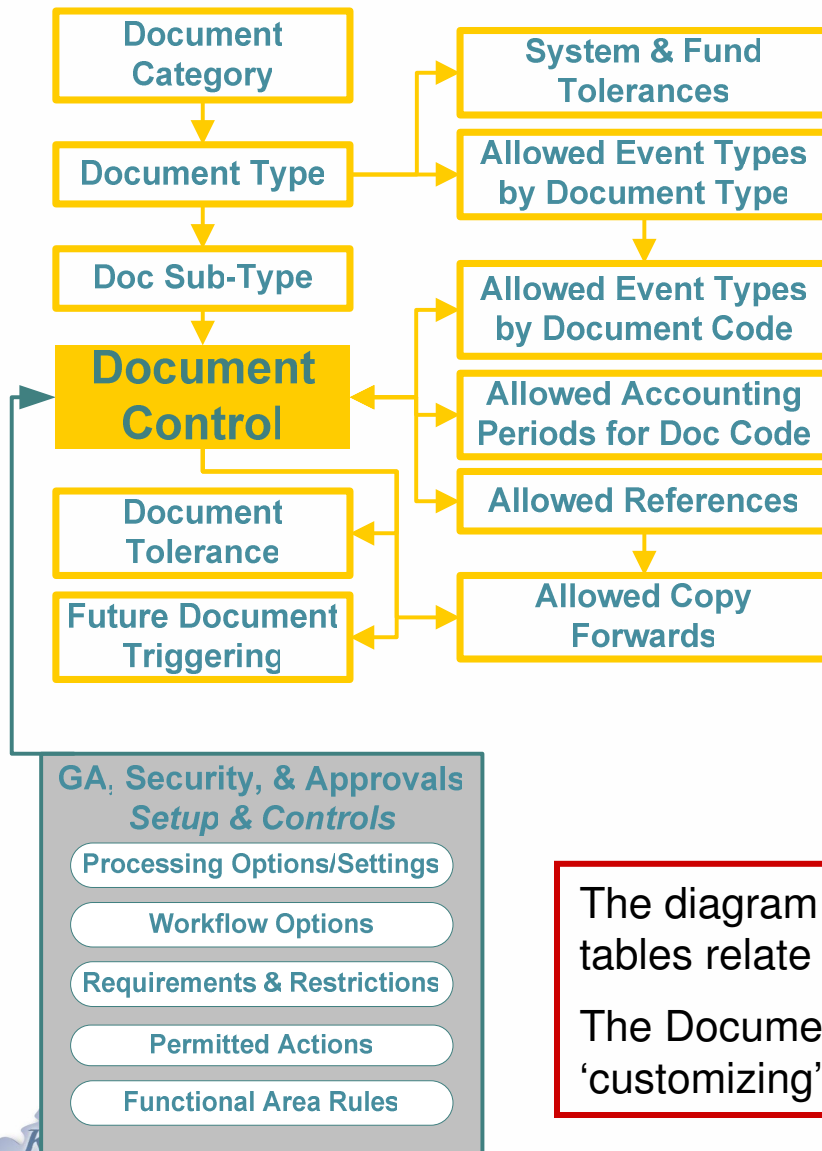 Document
Category
Document Type
Doc Sub-Type
Document
Control
Document
Tolerance
Future Document
Triggering
System & Fund
Tolerances
Allowed Event Types
by Document Type
Allowed Event Types
by Document Code
Allowed Accounting
Periods for Doc Code
Allowed References
Allowed Copy
Forwards
GA, Security, & Approvals
Setup & Controls
Processing Options/Settings
Workflow Options
Requirements & Restrictions
Permitted Actions
Functional Area Rules
The diagram
tables relate
The Docume
‘customizing’